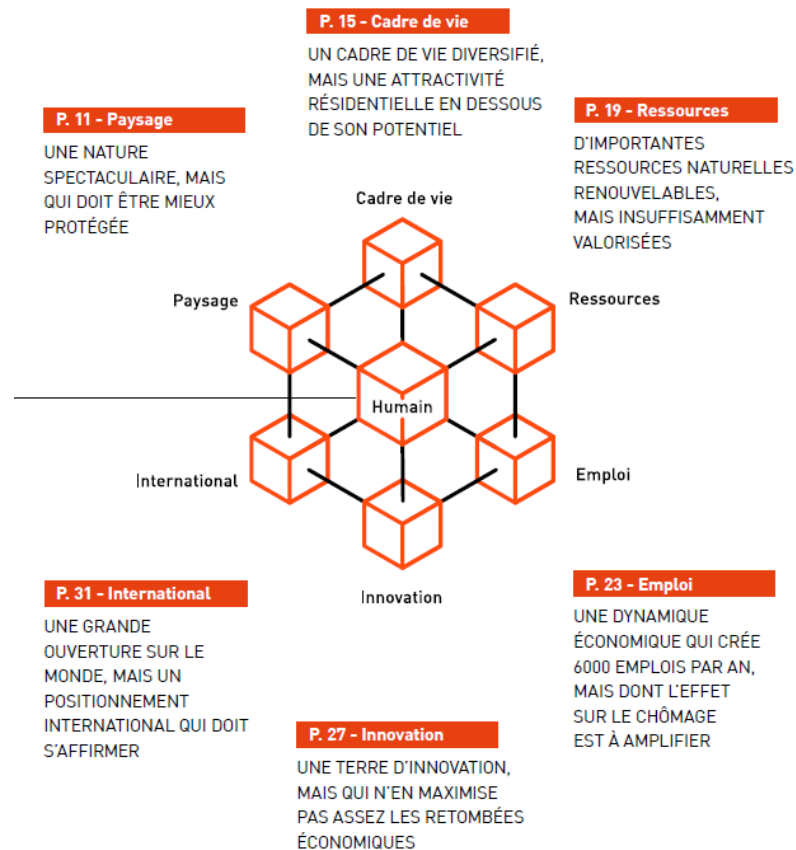 P. 15 - Cadre de vie
UN CADRE DE VIE DIVERSIFIÉ,
MAIS UNE ATTRACTIVITÉ
RÉSIDENTIELLE EN DESSOUS
DE SON POTENTIEL
P. 11 - Paysage
UNE NATURE
SPECTACULAIRE, MAIS
QUI DOIT ÊTRE MIEUX
PROTÉGÉE
P. 19 - Ressources
D'IMPORTANTES
RESSOURCES NATURELLES
RENOUVELABLES,
MAIS INSUFFISAMMENT
VALORISÉES
Cadre de vie
Paysage
Ressources
Humain
International
Emploi
Innovation
P. 31 - International
UNE GRANDE
OUVERTURE SUR LE
MONDE, MAIS UN
POSITIONNEMENT
INTERNATIONAL QUI DOIT
S'AFFIRMER
P. 23 - Emploi
UNE DYNAMIQUE
ÉCONOMIQUE QUI CRÉE
6000 EMPLOIS PAR AN,
MAIS DONT L'EFFET
SUR LE CHÔMAGE
EST À AMPLIFIER
P. 27 - Innovation
UNE TERRE D'INNOVATION,
MAIS QUI N'EN MAXIMISE
PAS ASSEZ LES RETOMBÉES
ÉCONOMIQUES